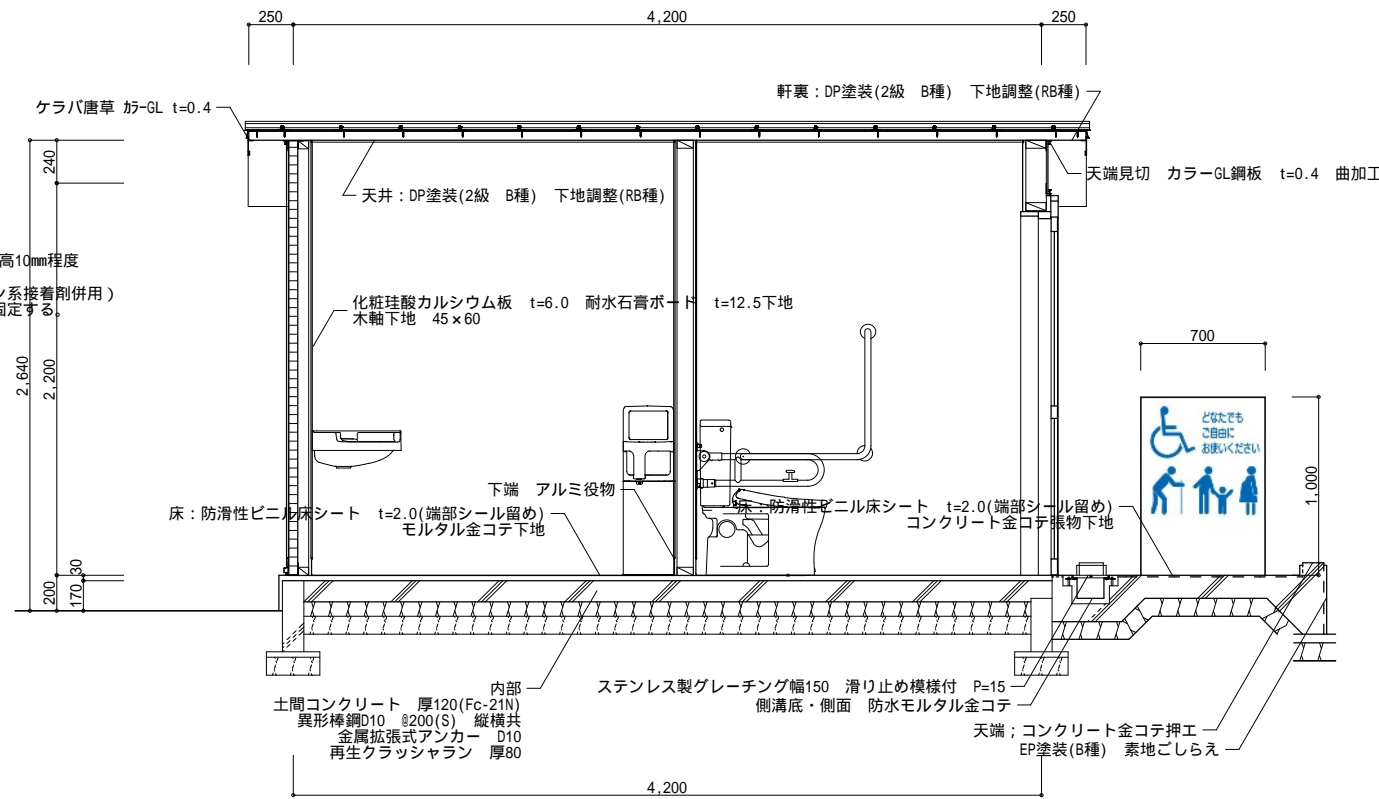 250
4,200
250
ケラバ唐草 ｶﾗｰGL t=0.4
軒裏：DP塗装(2級　B種)　下地調整(RB種)
240
天井：DP塗装(2級　B種)　下地調整(RB種)
天端見切　カラーGL鋼板　t=0.4　曲加工
高10mm程度
ン系接着剤併用）
固定する。
化粧珪酸カルシウム板　t=6.0　耐水石膏ボード　t=12.5下地
木軸下地　45×60
2,640
2,200
700
どなたでも
ご自由に
お使いください
1,000
下端　アルミ役物
床：防滑性ビニル床シート　t=2.0(端部シール留め)
モルタル金コテ下地
床：防滑性ビニル床シート　t=2.0(端部シール留め)
コンクリート金コテ張物下地
30
200
170
内部
土間コンクリート　厚120(Fc-21N)
異形棒鋼D10　@200(S)　縦横共
金属拡張式アンカー　D10
再生クラッシャラン　厚80
ステンレス製グレーチング幅150　滑り止め模様付　P=15
側溝底・側面　防水モルタル金コテ
天端；コンクリート金コテ押エ
EP塗装(B種)　素地ごしらえ
4,200